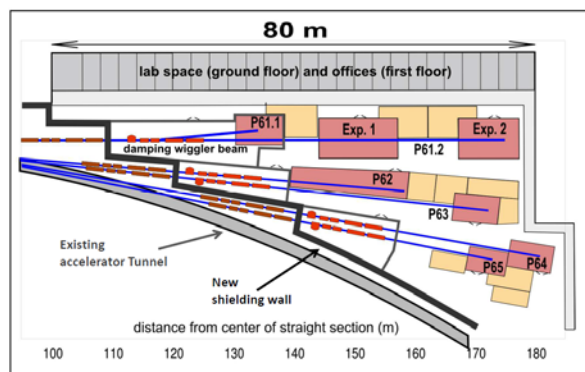 80 m
lab space (ground floor) and offices (first floor)
P61.1
Exp. 1
Exp. 2
damping wiggler beam
P61.2
P62
P63
Existing
accelerator Tunnel
P64
P65
New
shielding wall
distance from center of straight section (m)
100 110 120 130 140 150 160 170 180